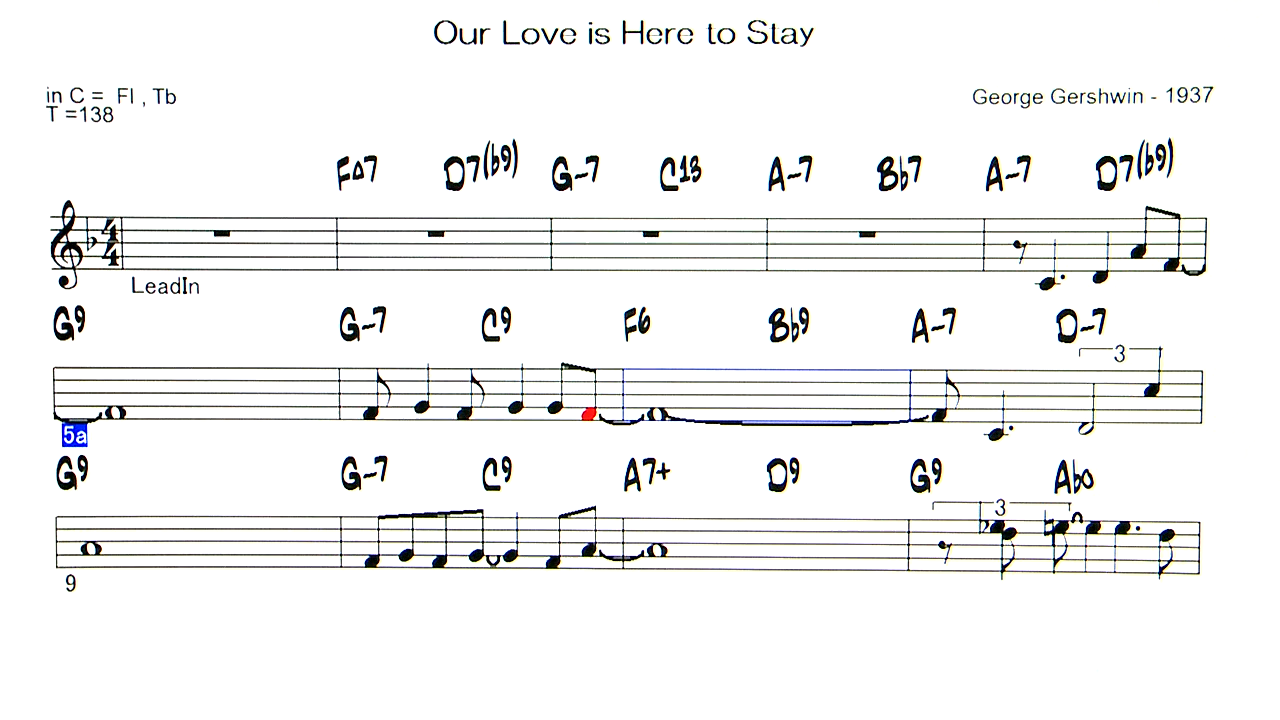 Our Love is Here to Stay
in C = Fl , Tb
T =138
George Gershwin - 1937
F△7 D7(b9) G-7 C13 A-7 Bb7 A-7 D7(b9)
LeadIn
G9 G-7 C9 F6 Bb9 A-7 D-7
3
5a
G9 G-7 C9 A7+ D9 G9 Abo
3
9